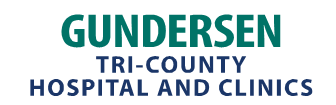 GUNDERSEN
TRI-COUNTY
HOSPITAL AND CLINICS